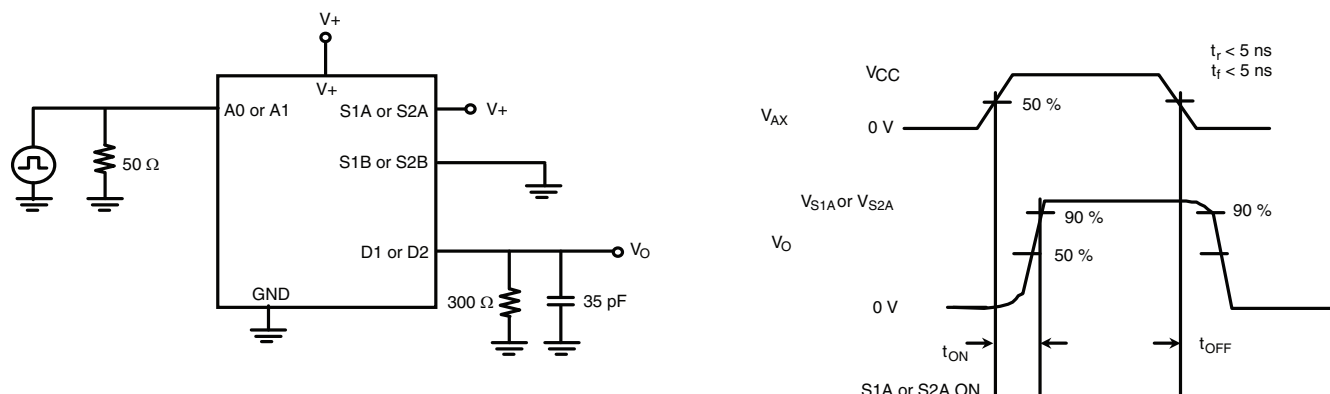 V+
V+
A0 or A1
S1A or S2A
V+
50 Ω
S1B or S2B
D1 or D2
VO
GND
300 Ω
35 pF
tr < 5 ns
tf < 5 ns
VCC
50 %
VAX
0 V
VS1A or VS2A
90 %
90 %
VO
50 %
0 V
tON
tOFF
S1A or S2A ON